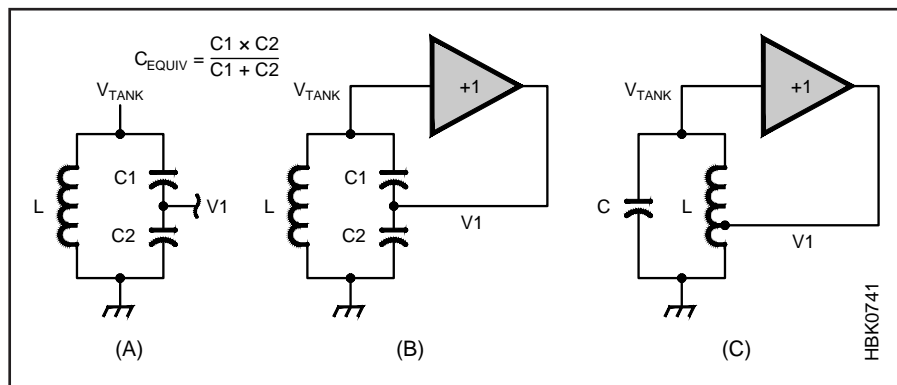 C_EQUIV = C1 × C2 / C1 + C2
V_TANK
L
C1
C2
V1
(A)
V_TANK
+1
L
C1
C2
V1
(B)
V_TANK
+1
C
L
V1
(C)
HBK0741